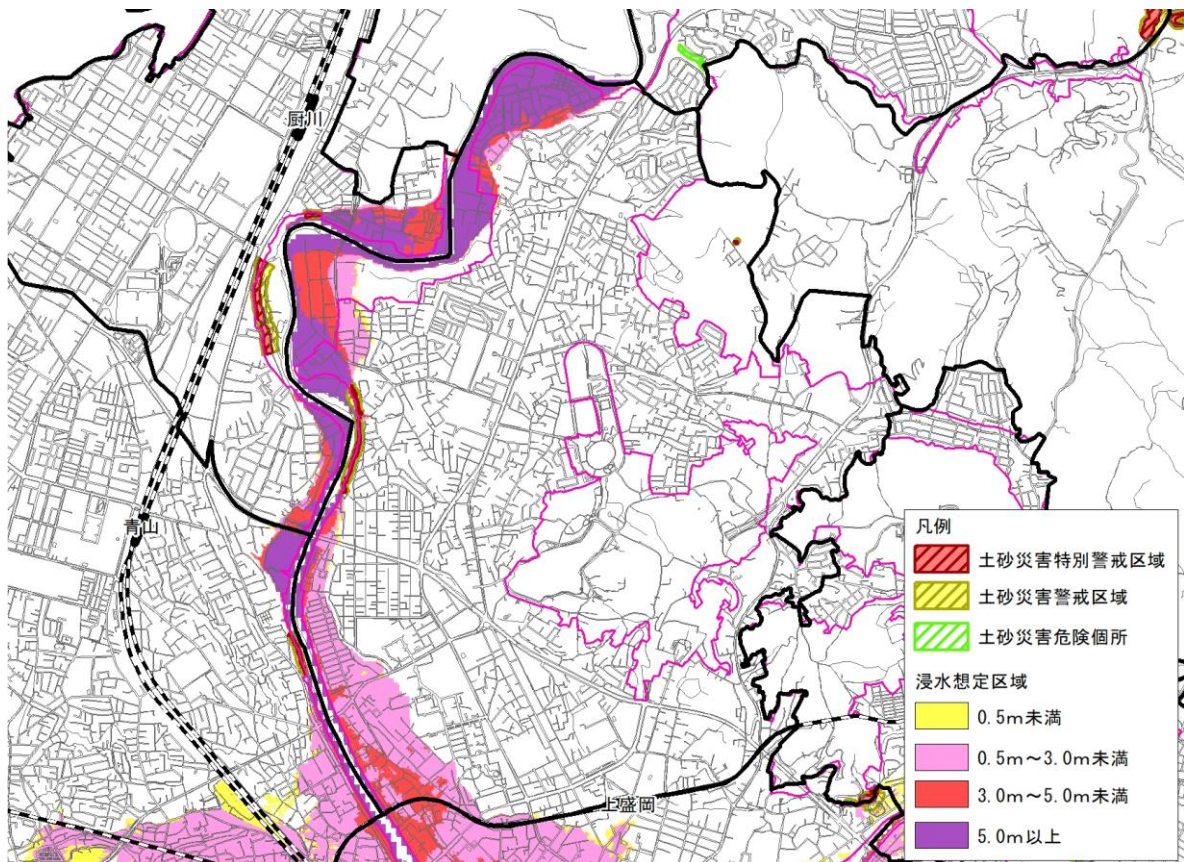 厨川
青山
上盛岡
凡例
土砂災害特別警戒区域
土砂災害警戒区域
土砂災害危険個所
浸水想定区域
0.5m未満
0.5m～3.0m未満
3.0m～5.0m未満
5.0m以上